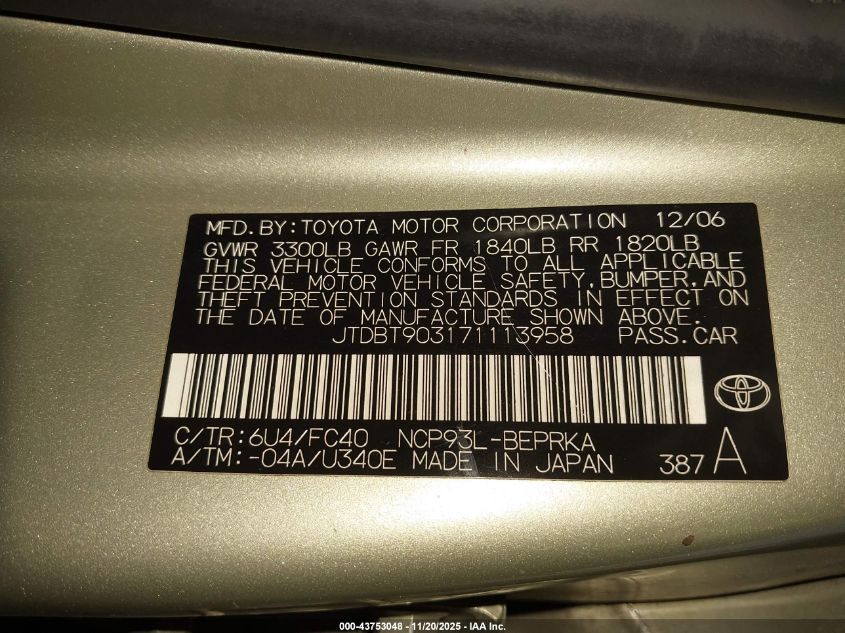 MFD. BY: TOYOTA MOTOR CORPORATION 12/06
GVWR 3300LB GAWR FR 1840LB RR 1820LB
THIS VEHICLE CONFORMS TO ALL APPLICABLE
FEDERAL MOTOR VEHICLE SAFETY, BUMPER, AND
THEFT PREVENTION STANDARDS IN EFFECT ON
THE DATE OF MANUFACTURE SHOWN ABOVE.
JTDBT903171113958 PASS. CAR
C/TR: 6U4/FC40 NCP93L-BEPRKA
A/TM: -04A/U340E MADE IN JAPAN 387 A
000-43753048 - 11/20/2025 - IAA Inc.